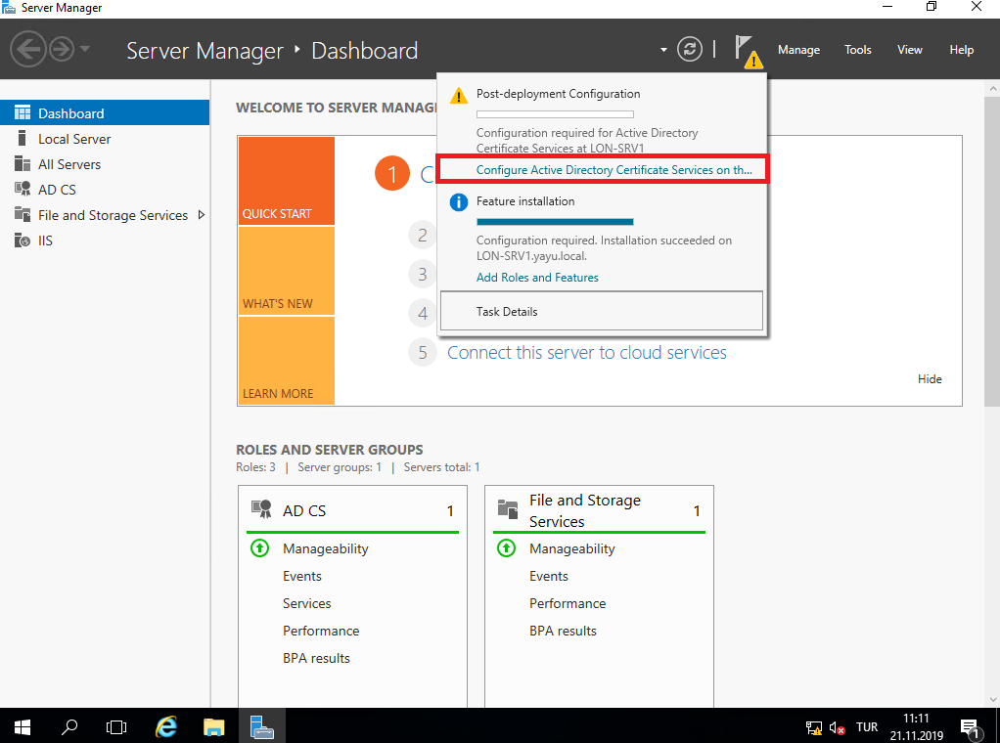 Server Manager
Server Manager • Dashboard
Manage Tools View Help
Dashboard
Local Server
All Servers
AD CS
File and Storage Services
IIS
WELCOME TO SERVER MANAG
Post-deployment Configuration
Configuration required for Active Directory
Certificate Services at LON-SRV1
Configure Active Directory Certificate Services on th...
Feature installation
Configuration required. Installation succeeded on
LON-SRV1.yayu.local.
Add Roles and Features
Task Details
QUICK START
WHAT'S NEW
LEARN MORE
1 C
2
3
4
5 Connect this server to cloud services
Hide
ROLES AND SERVER GROUPS
Roles: 3 | Server groups: 1 | Servers total: 1
AD CS 1
Manageability
Events
Services
Performance
BPA results
File and Storage
Services 1
Manageability
Events
Performance
BPA results
TUR
11:11
21.11.2019
1